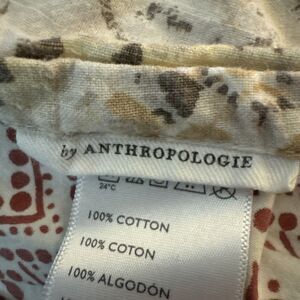 by ANTHROPOLOGIE
24°C
100% COTTON
100% COTON
100% ALGODÓN